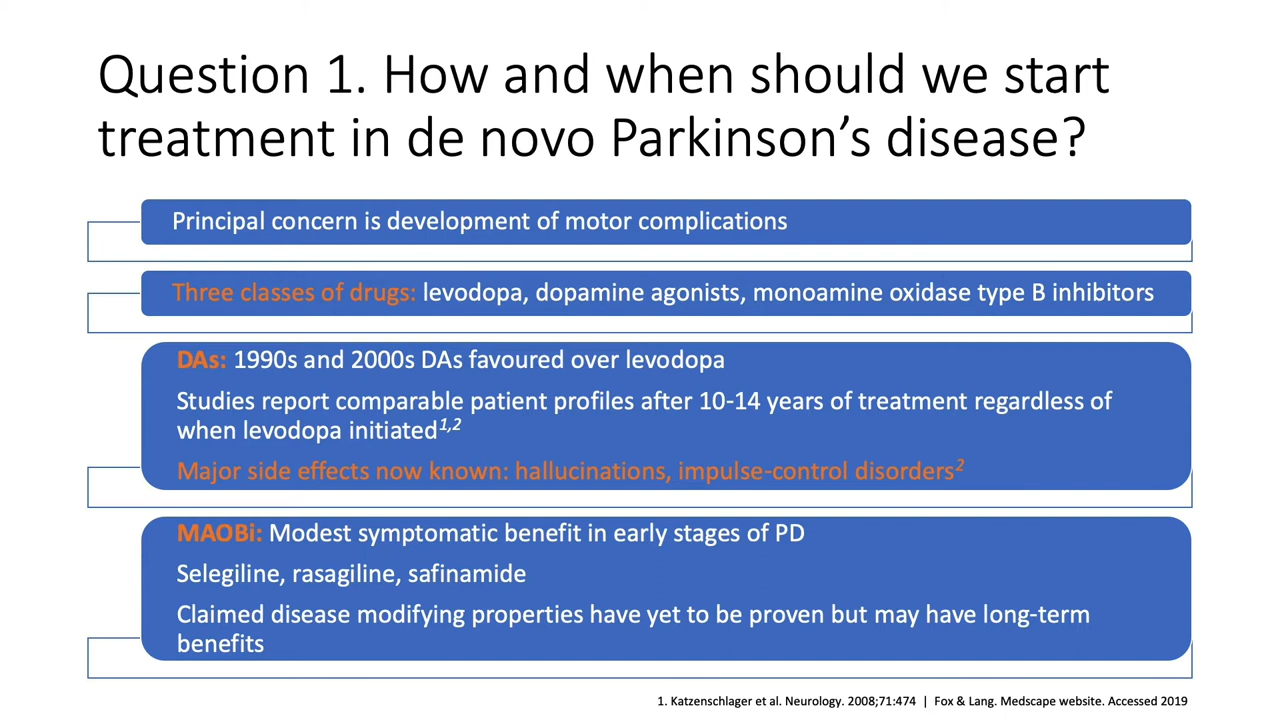 Question 1. How and when should we start
treatment in de novo Parkinson’s disease?
Principal concern is development of motor complications
Three classes of drugs: levodopa, dopamine agonists, monoamine oxidase type B inhibitors
DAs: 1990s and 2000s DAs favoured over levodopa
Studies report comparable patient profiles after 10-14 years of treatment regardless of
when levodopa initiated1,2
Major side effects now known: hallucinations, impulse-control disorders2
MAOBi: Modest symptomatic benefit in early stages of PD
Selegiline, rasagiline, safinamide
Claimed disease modifying properties have yet to be proven but may have long-term
benefits
1. Katzenschlager et al. Neurology. 2008;71:474 | Fox & Lang. Medscape website. Accessed 2019